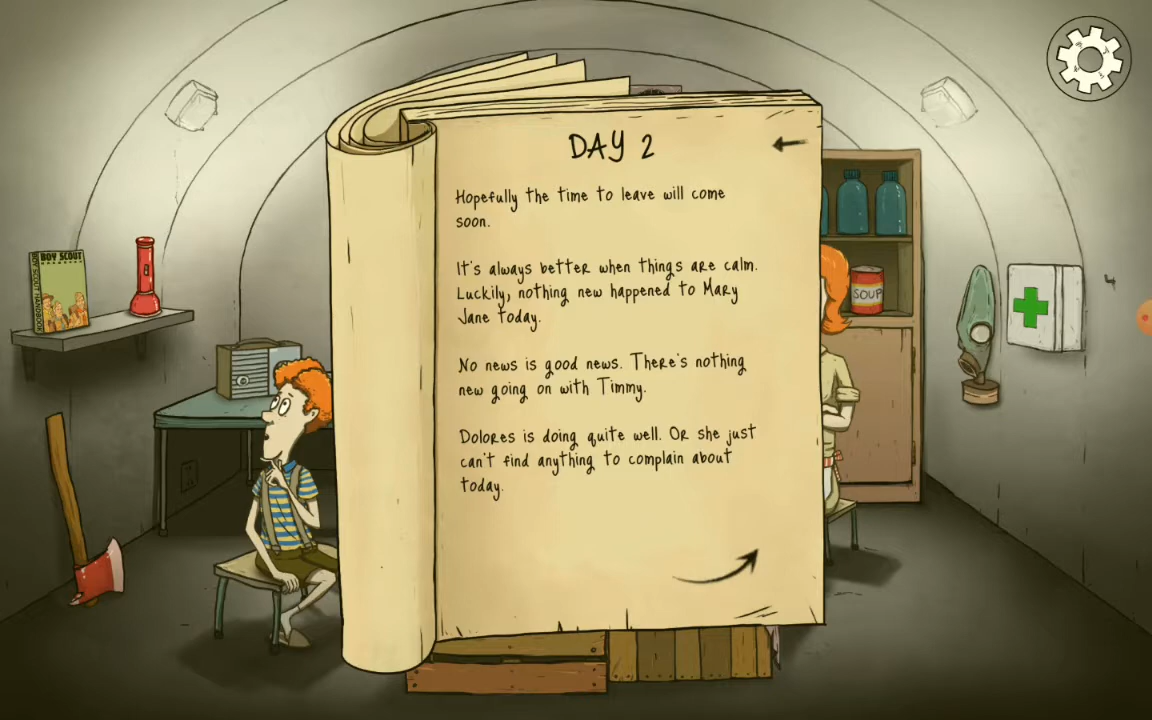 DAY 2
Hopefully the time to leave will come
soon.
It's always better when things are calm.
Luckily, nothing new happened to Mary
Jane today.
No news is good news. There's nothing
new going on with Timmy.
Dolores is doing quite well. Or she just
can't find anything to complain about
today.
BOY SCOUT
BOY SCOUT HANDBOOK
SOUP